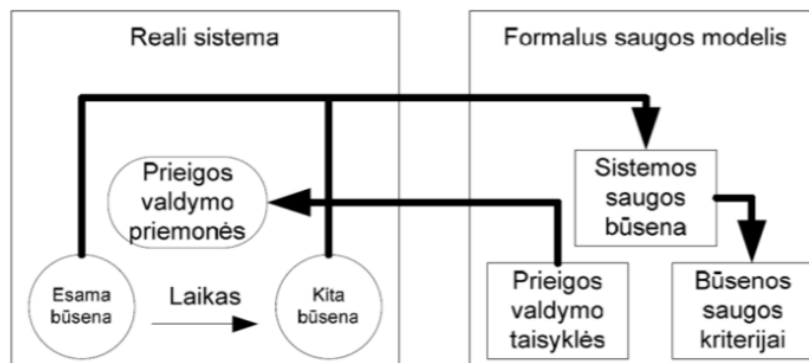 Reali sistema
Formalus saugos modelis
Prieigos
valdymo
priemonės
Sistemos
saugos
būsena
Esama
būsena
Laikas
Kita
būsena
Prieigos
valdymo
taisyklės
Būsenos
saugos
kriterijai